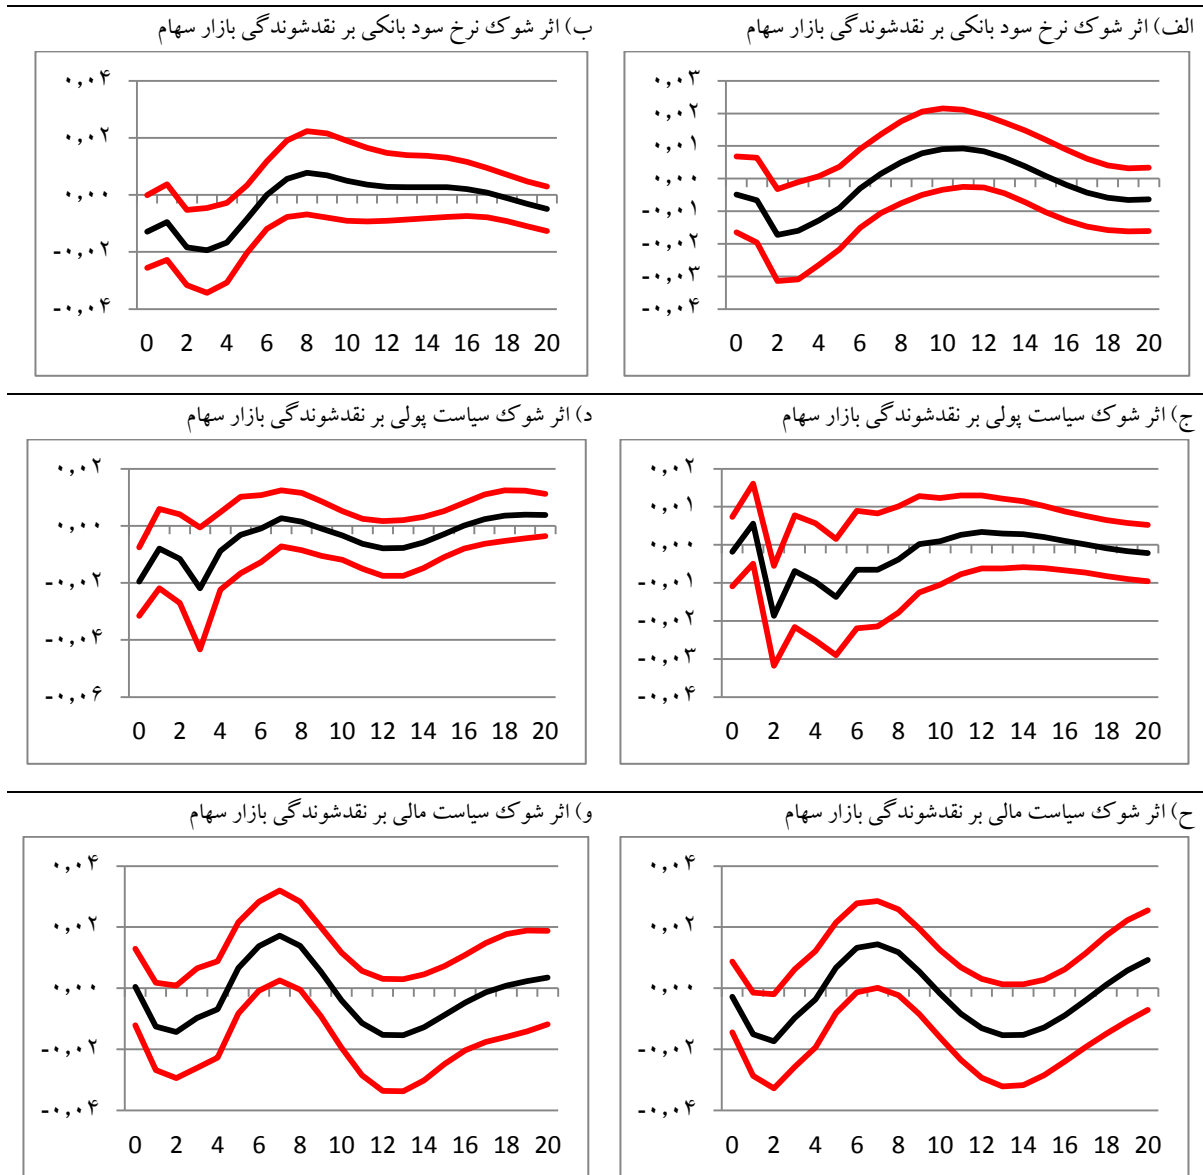 الف) اثر شوک نرخ سود بانکی بر نقدشوندگی بازار سهام
۰,۰۳
۰,۰۲
۰,۰۱
۰,۰۰
-۰,۰۱
-۰,۰۲
-۰,۰۳
-۰,۰۴
0 2 4 6 8 10 12 14 16 18 20
ب) اثر شوک نرخ سود بانکی بر نقدشوندگی بازار سهام
۰,۰۴
۰,۰۲
۰,۰۰
-۰,۰۲
-۰,۰۴
0 2 4 6 8 10 12 14 16 18 20
ج) اثر شوک سیاست پولی بر نقدشوندگی بازار سهام
۰,۰۲
۰,۰۱
۰,۰۰
-۰,۰۱
-۰,۰۲
-۰,۰۳
-۰,۰۴
0 2 4 6 8 10 12 14 16 18 20
د) اثر شوک سیاست پولی بر نقدشوندگی بازار سهام
۰,۰۲
۰,۰۰
-۰,۰۲
-۰,۰۴
-۰,۰۶
0 2 4 6 8 10 12 14 16 18 20
ح) اثر شوک سیاست مالی بر نقدشوندگی بازار سهام
۰,۰۴
۰,۰۲
۰,۰۰
-۰,۰۲
-۰,۰۴
0 2 4 6 8 10 12 14 16 18 20
و) اثر شوک سیاست مالی بر نقدشوندگی بازار سهام
۰,۰۴
۰,۰۲
۰,۰۰
-۰,۰۲
-۰,۰۴
0 2 4 6 8 10 12 14 16 18 20